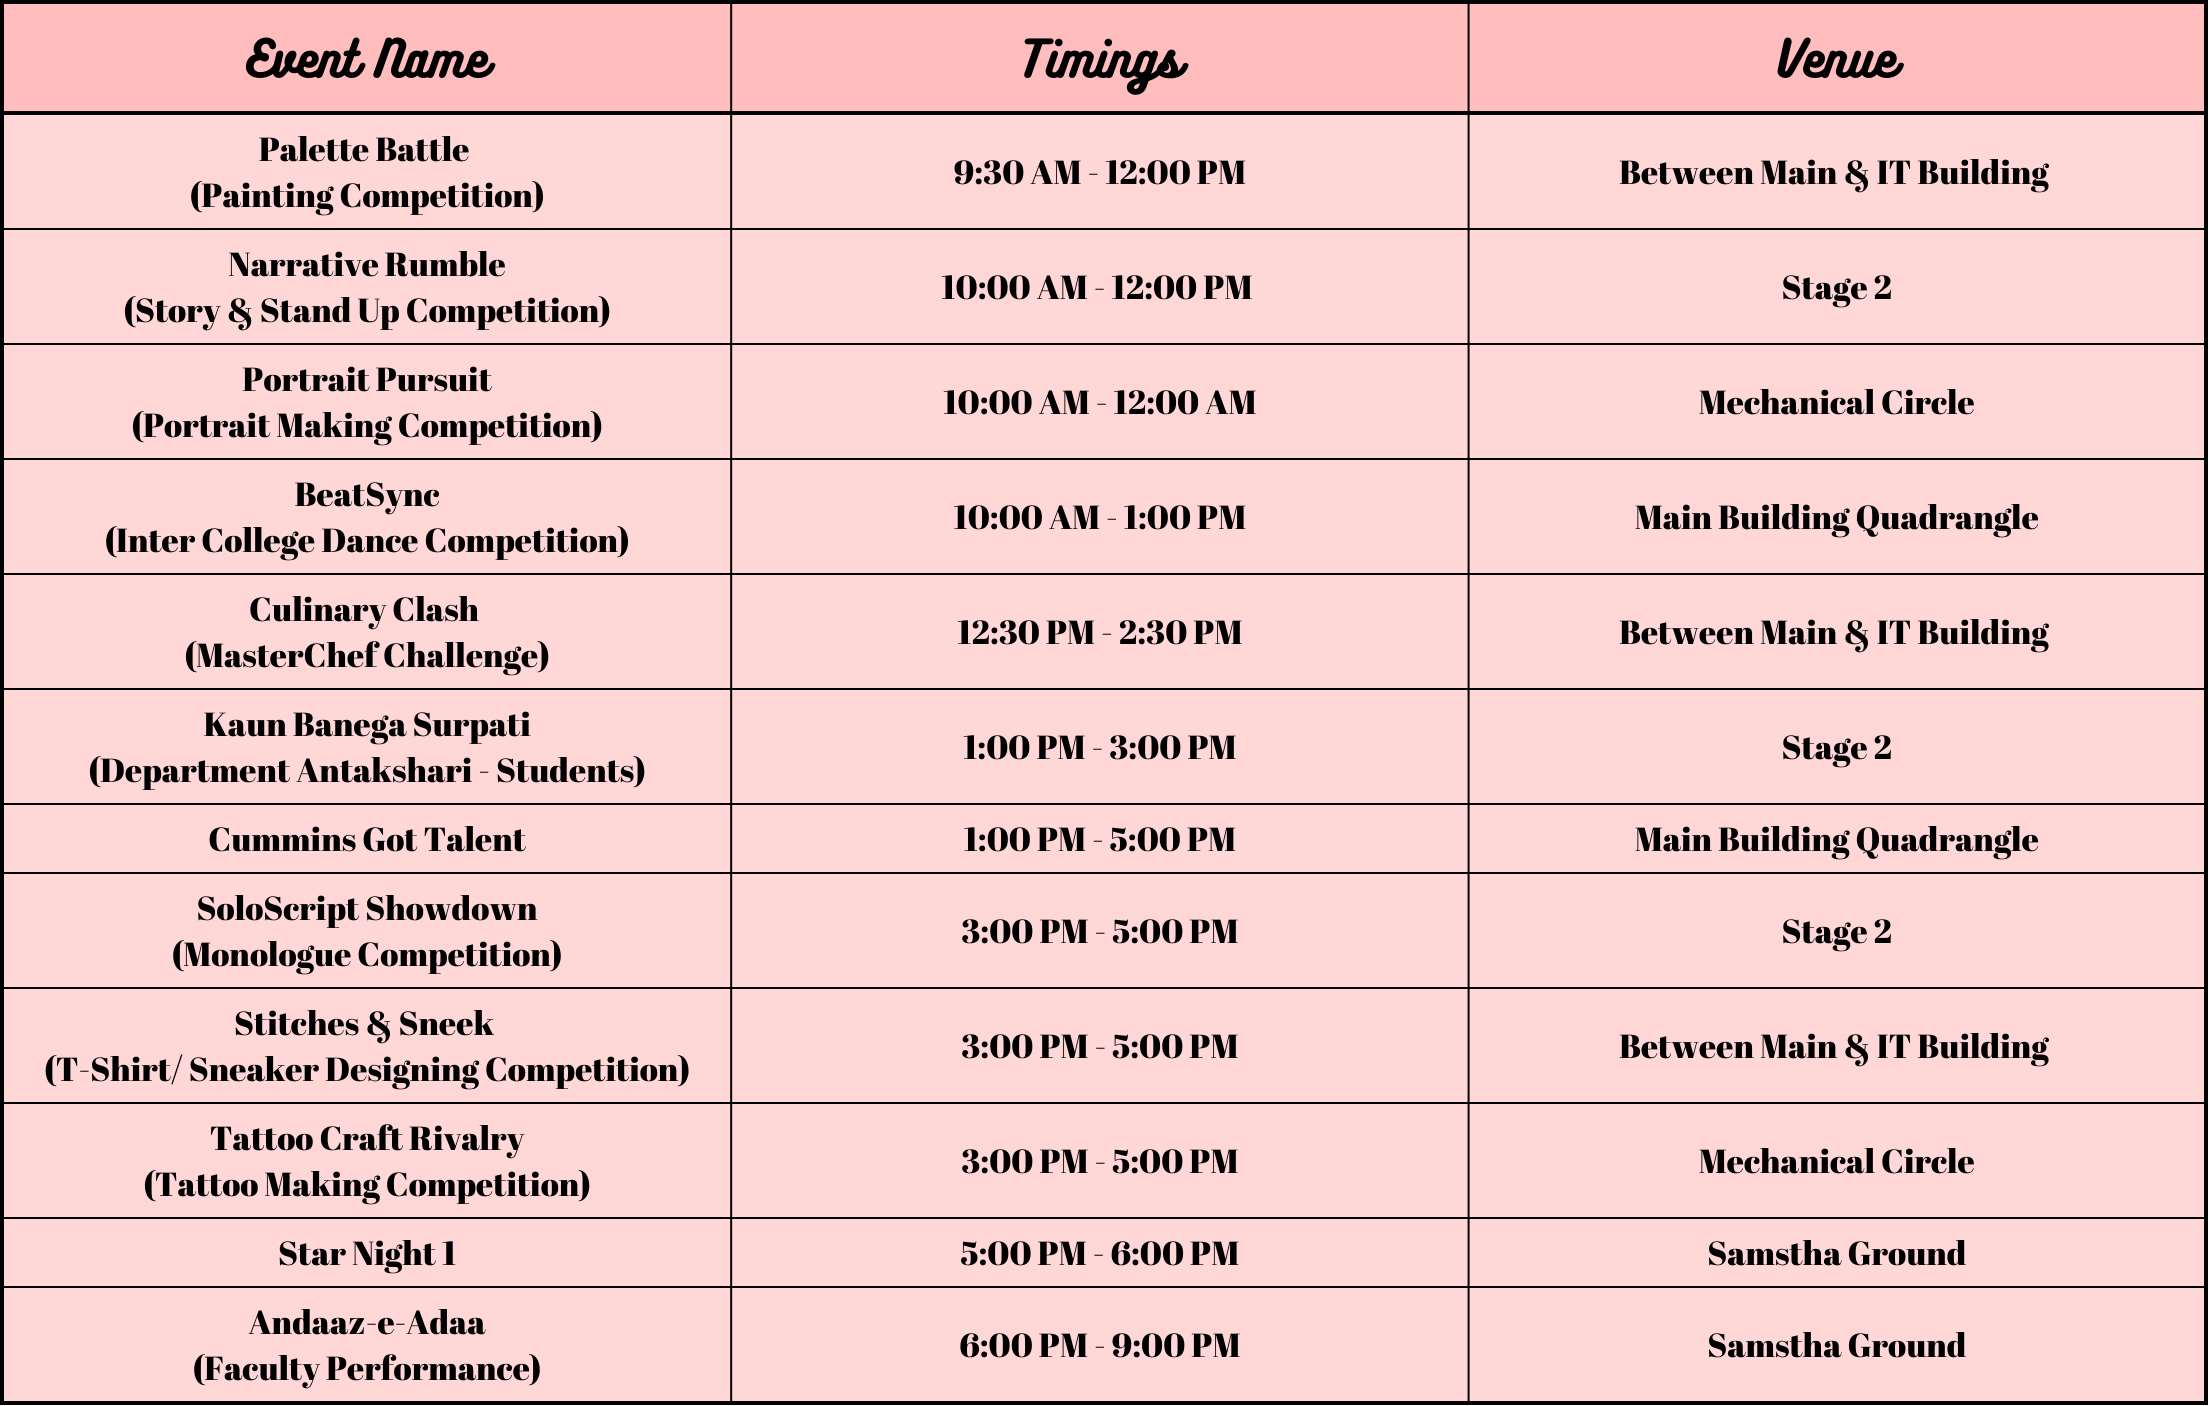 Event Name
Timings
Venue
Palette Battle
(Painting Competition)
9:30 AM - 12:00 PM
Between Main & IT Building
Narrative Rumble
(Story & Stand Up Competition)
10:00 AM - 12:00 PM
Stage 2
Portrait Pursuit
(Portrait Making Competition)
10:00 AM - 12:00 AM
Mechanical Circle
BeatSync
(Inter College Dance Competition)
10:00 AM - 1:00 PM
Main Building Quadrangle
Culinary Clash
(MasterChef Challenge)
12:30 PM - 2:30 PM
Between Main & IT Building
Kaun Banega Surpati
(Department Antakshari - Students)
1:00 PM - 3:00 PM
Stage 2
Cummins Got Talent
1:00 PM - 5:00 PM
Main Building Quadrangle
SoloScript Showdown
(Monologue Competition)
3:00 PM - 5:00 PM
Stage 2
Stitches & Sneek
(T-Shirt/ Sneaker Designing Competition)
3:00 PM - 5:00 PM
Between Main & IT Building
Tattoo Craft Rivalry
(Tattoo Making Competition)
3:00 PM - 5:00 PM
Mechanical Circle
Star Night 1
5:00 PM - 6:00 PM
Samstha Ground
Andaaz-e-Adaa
(Faculty Performance)
6:00 PM - 9:00 PM
Samstha Ground